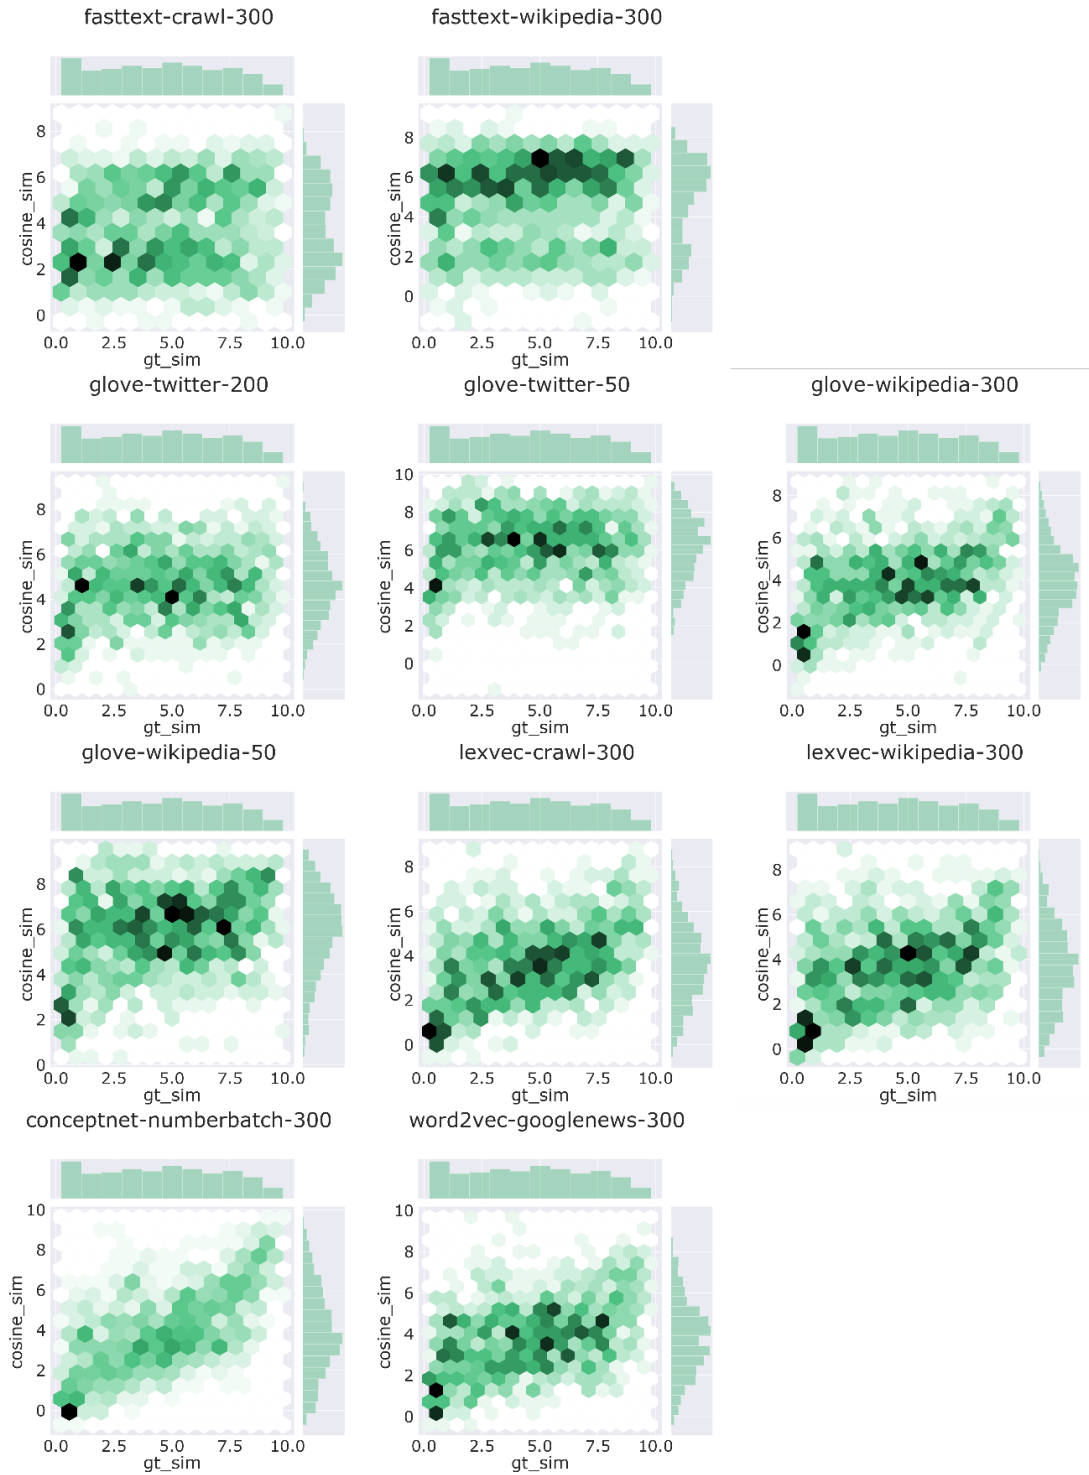 fasttext-crawl-300
cosine_sim
8
6
4
2
0
0.0 2.5 5.0 7.5 10.0
gt_sim
fasttext-wikipedia-300
cosine_sim
8
6
4
2
0
0.0 2.5 5.0 7.5 10.0
gt_sim
glove-twitter-200
cosine_sim
8
6
4
2
0
0.0 2.5 5.0 7.5 10.0
gt_sim
glove-twitter-50
cosine_sim
10
8
6
4
2
0
0.0 2.5 5.0 7.5 10.0
gt_sim
glove-wikipedia-300
cosine_sim
8
6
4
2
0
0.0 2.5 5.0 7.5 10.0
gt_sim
glove-wikipedia-50
cosine_sim
8
6
4
2
0
0.0 2.5 5.0 7.5 10.0
gt_sim
lexvec-crawl-300
cosine_sim
8
6
4
2
0
0.0 2.5 5.0 7.5 10.0
gt_sim
lexvec-wikipedia-300
cosine_sim
8
6
4
2
0
0.0 2.5 5.0 7.5 10.0
gt_sim
conceptnet-numberbatch-300
cosine_sim
10
8
6
4
2
0
0.0 2.5 5.0 7.5 10.0
gt_sim
word2vec-googlenews-300
cosine_sim
10
8
6
4
2
0
0.0 2.5 5.0 7.5 10.0
gt_sim